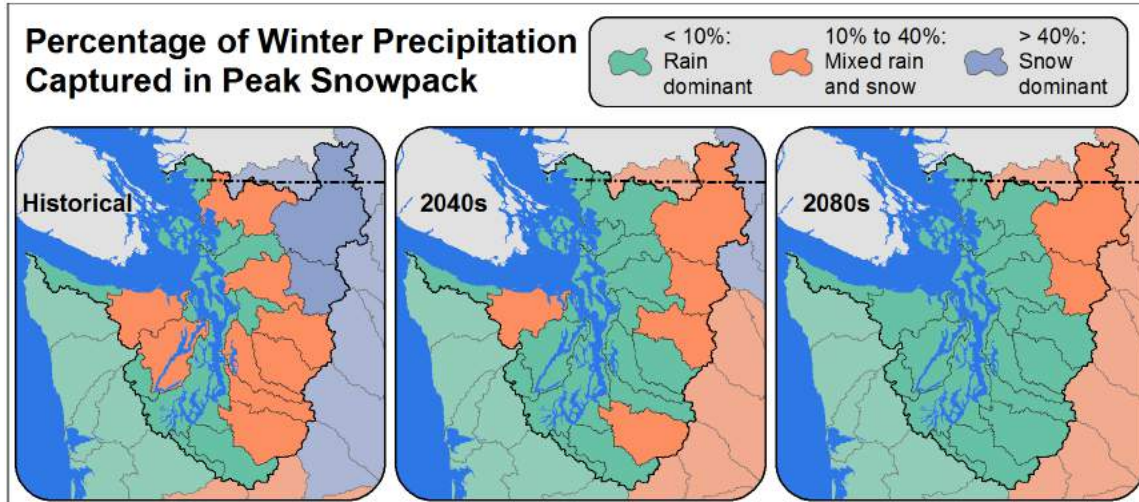 Percentage of Winter Precipitation
Captured in Peak Snowpack
< 10%:
Rain
dominant
10% to 40%:
Mixed rain
and snow
> 40%:
Snow
dominant
Historical
2040s
2080s